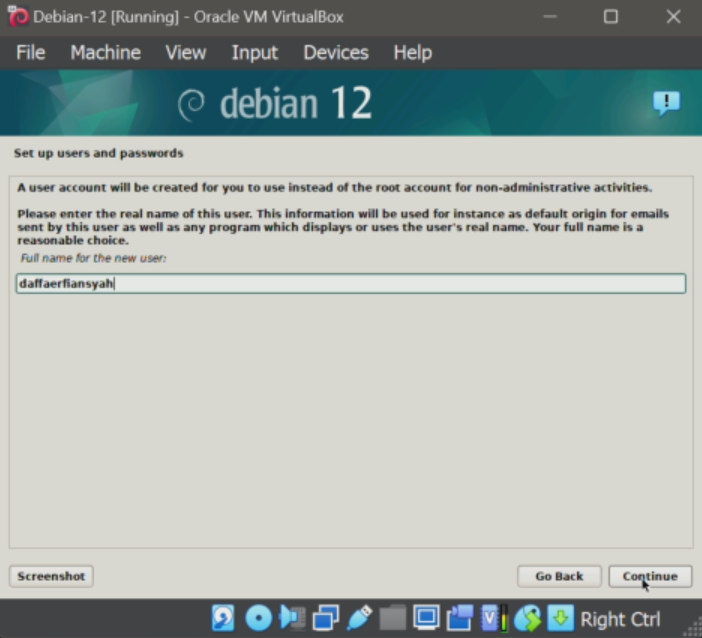 Debian-12 [Running] - Oracle VM VirtualBox
File Machine View Input Devices Help
debian 12
Set up users and passwords
A user account will be created for you to use instead of the root account for non-administrative activities.
Please enter the real name of this user. This information will be used for instance as default origin for emails
sent by this user as well as any program which displays or uses the user's real name. Your full name is a
reasonable choice.
Full name for the new user:
daffaerfiansyah
Screenshot
Go Back
Continue
Right Ctrl